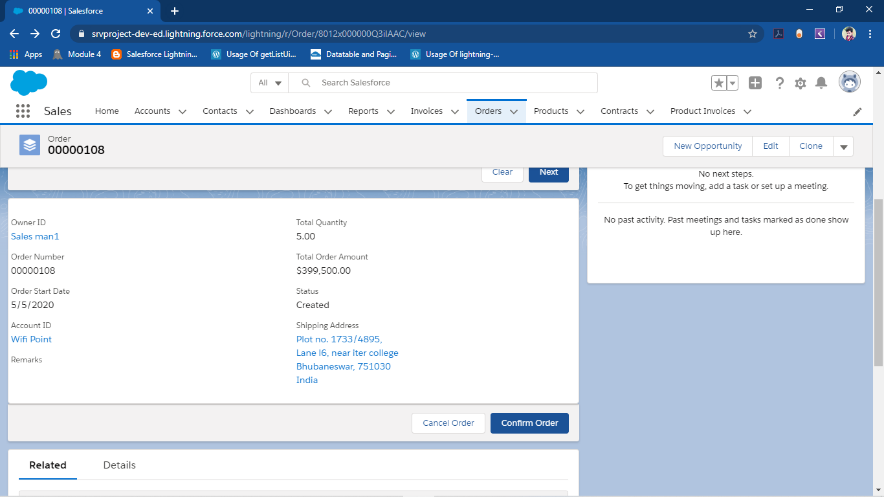 00000108 | Salesforce
srvproject-dev-ed.lightning.force.com/lightning/r/Order/8012x000000Q3ilAAC/view
Apps Module 4 Salesforce Lightnin... Usage Of getListUi... Datatable and Pagi... Usage Of lightning-...
All Search Salesforce
Sales Home Accounts Contacts Dashboards Reports Invoices Orders Products Contracts Product Invoices
Order
00000108
New Opportunity Edit Clone
Clear Next
No next steps.
To get things moving, add a task or set up a meeting.
No past activity. Past meetings and tasks marked as done show
up here.
Owner ID
Sales man1
Order Number
00000108
Order Start Date
5/5/2020
Account ID
Wifi Point
Remarks
Total Quantity
5.00
Total Order Amount
$399,500.00
Status
Created
Shipping Address
Plot no. 1733/4895,
Lane l6, near iter college
Bhubaneswar, 751030
India
Cancel Order Confirm Order
Related Details